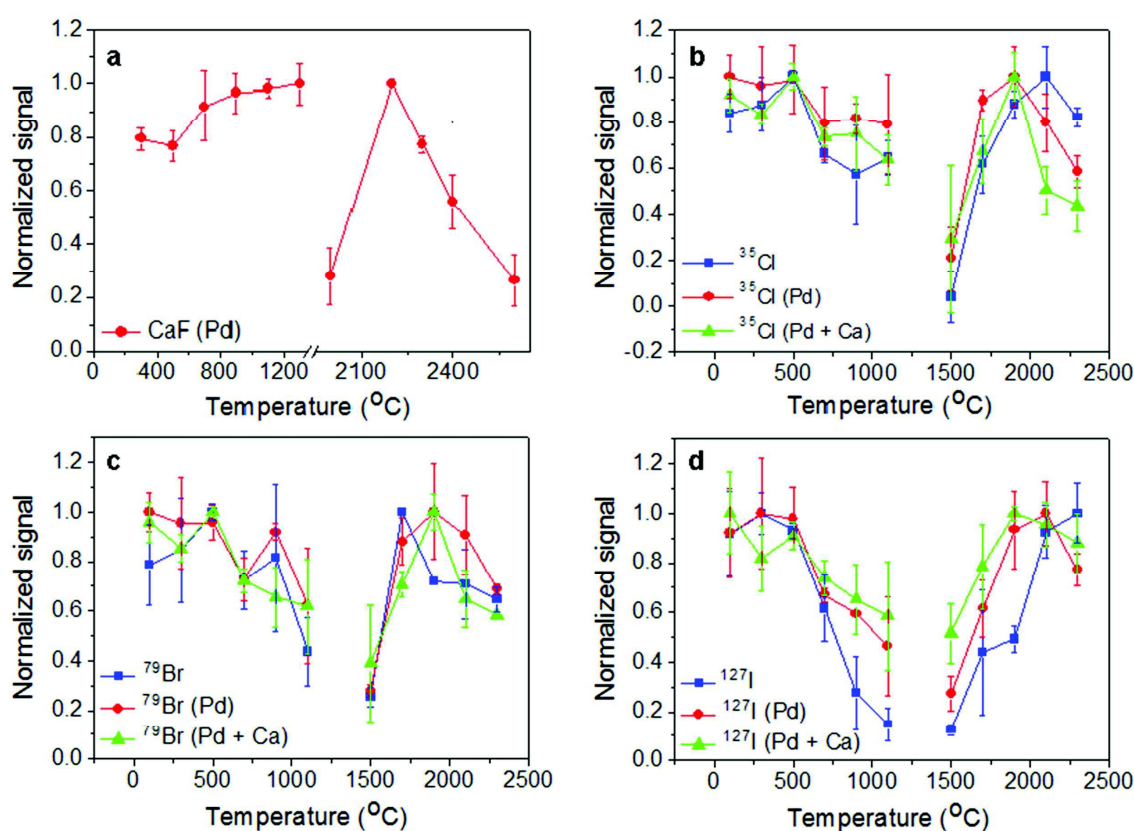 a
1.2
1.0
0.8
0.6
0.4
0.2
0.0
Normalized signal
CaF (Pd)
0 400 800 1200 2100 2400
Temperature (°C)
b
1.2
1.0
0.8
0.6
0.4
0.2
0.0
-0.2
Normalized signal
³⁵Cl
³⁵Cl (Pd)
³⁵Cl (Pd + Ca)
0 500 1000 1500 2000 2500
Temperature (°C)
c
1.2
1.0
0.8
0.6
0.4
0.2
0.0
Normalized signal
⁷⁹Br
⁷⁹Br (Pd)
⁷⁹Br (Pd + Ca)
0 500 1000 1500 2000 2500
Temperature (°C)
d
1.2
1.0
0.8
0.6
0.4
0.2
0.0
Normalized signal
¹²⁷I
¹²⁷I (Pd)
¹²⁷I (Pd + Ca)
0 500 1000 1500 2000 2500
Temperature (°C)